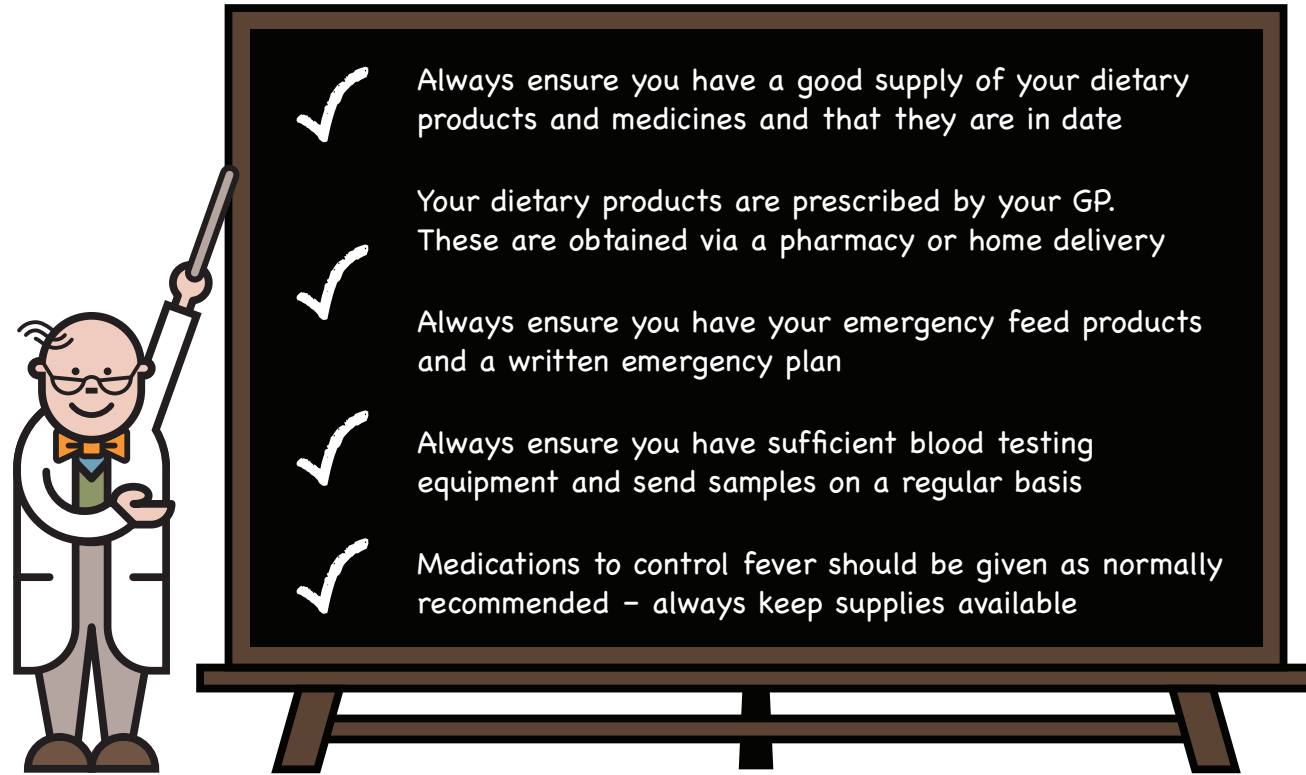 Always ensure you have a good supply of your dietary
products and medicines and that they are in date
Your dietary products are prescribed by your GP.
These are obtained via a pharmacy or home delivery
Always ensure you have your emergency feed products
and a written emergency plan
Always ensure you have sufficient blood testing
equipment and send samples on a regular basis
Medications to control fever should be given as normally
recommended – always keep supplies available